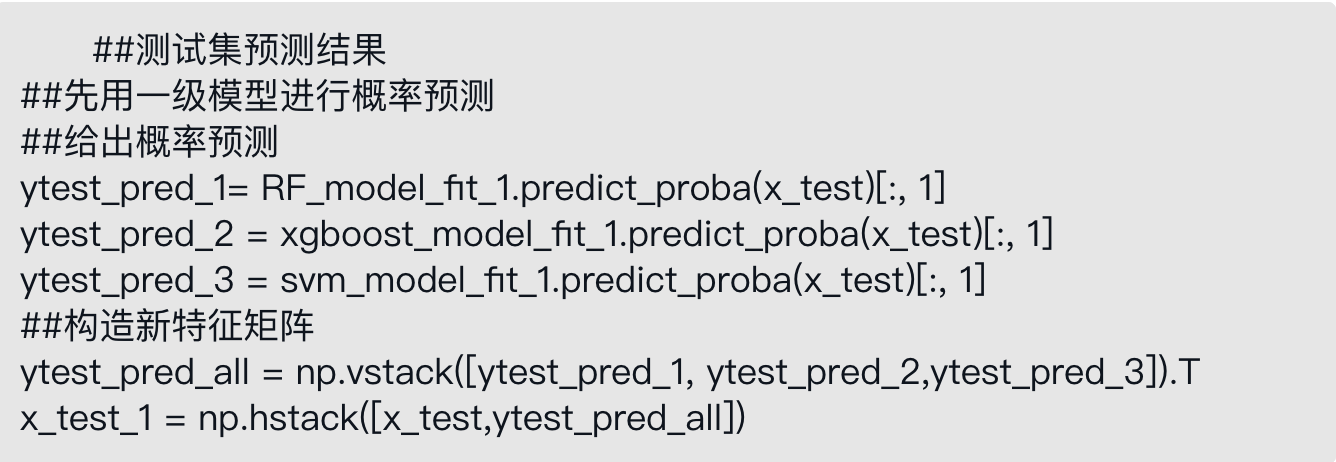 ##测试集预测结果
##先用一级模型进行概率预测
##给出概率预测
ytest_pred_1= RF_model_fit_1.predict_proba(x_test)[:, 1]
ytest_pred_2 = xgboost_model_fit_1.predict_proba(x_test)[:, 1]
ytest_pred_3 = svm_model_fit_1.predict_proba(x_test)[:, 1]
##构造新特征矩阵
ytest_pred_all = np.vstack([ytest_pred_1, ytest_pred_2,ytest_pred_3]).T
x_test_1 = np.hstack([x_test,ytest_pred_all])